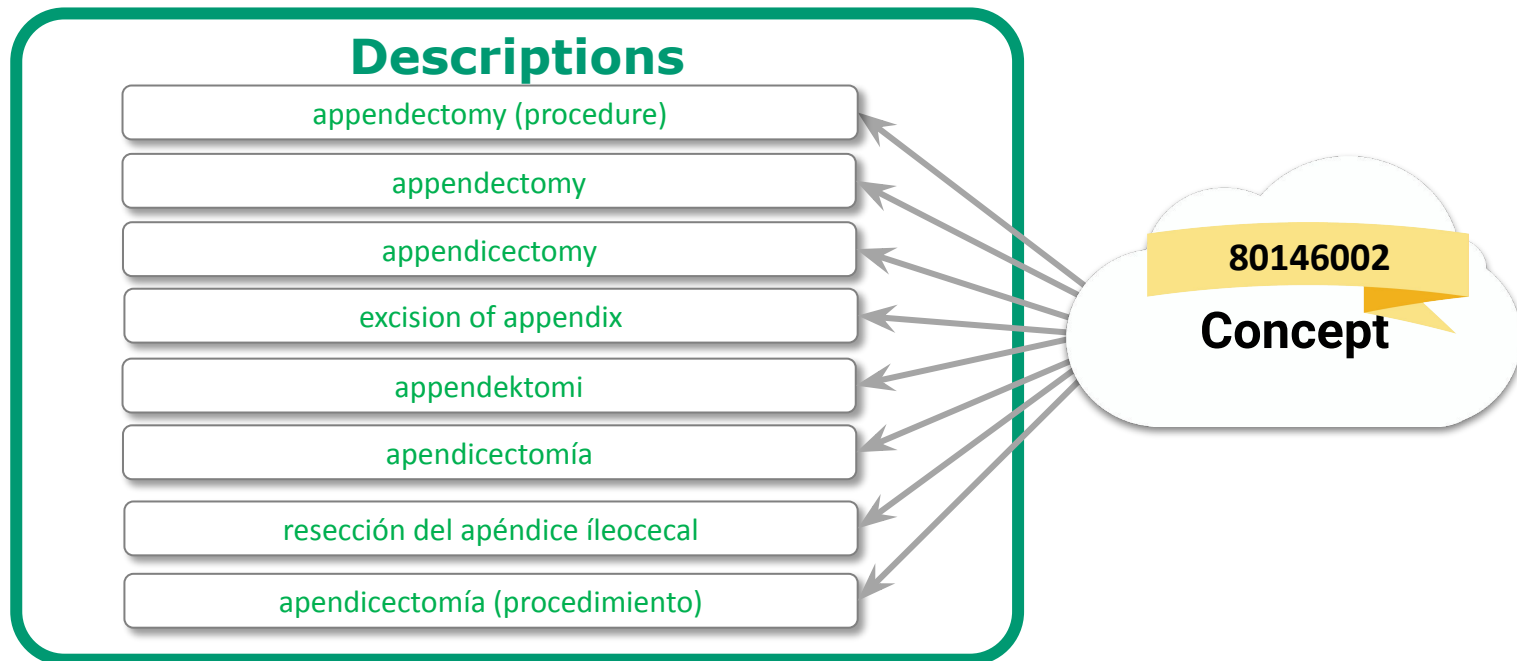 Descriptions
appendectomy (procedure)
appendectomy
appendicectomy
excision of appendix
appendektomi
apendicectomía
resección del apéndice íleocecal
apendicectomía (procedimiento)
80146002
Concept